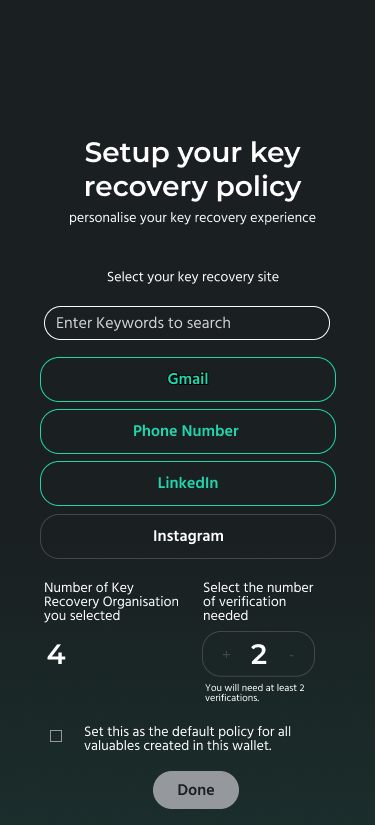 Setup your key
recovery policy
personalise your key recovery experience
Select your key recovery site
Enter Keywords to search
Gmail
Phone Number
LinkedIn
Instagram
Number of Key
Recovery Organisation
you selected
4
Select the number
of verification
needed
+ 2 -
You will need at least 2
verifications.
Set this as the default policy for all
valuables created in this wallet.
Done